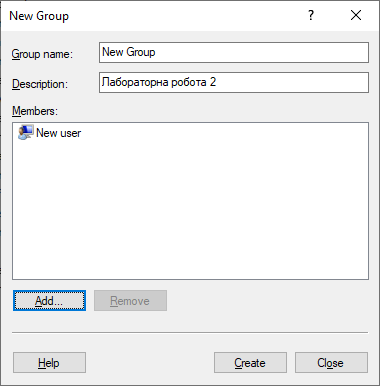 New Group
?
Group name: New Group
Description: Лабораторна робота 2
Members:
New user
Add... Remove
Help Create Close